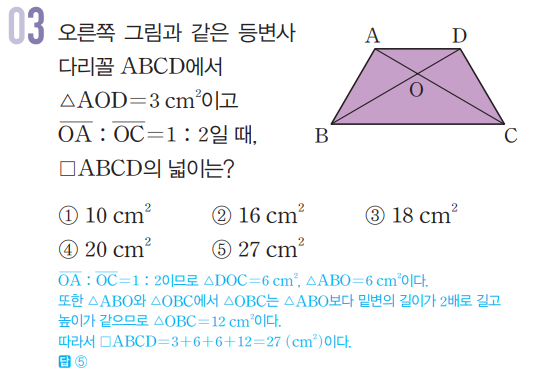 03 오른쪽 그림과 같은 등변사
다리꼴 ABCD에서
△AOD=3 cm²이고
O̅A̅ : O̅C̅=1 : 2일 때,
□ABCD의 넓이는?
A D
O
B C
① 10 cm² ② 16 cm² ③ 18 cm²
④ 20 cm² ⑤ 27 cm²
O̅A̅ : O̅C̅=1 : 2이므로 △DOC=6 cm², △ABO=6 cm²이다.
또한 △ABO와 △OBC에서 △OBC는 △ABO보다 밑변의 길이가 2배로 길고
높이가 같으므로 △OBC=12 cm²이다.
따라서 □ABCD=3+6+6+12=27 (cm²)이다.
답 ⑤